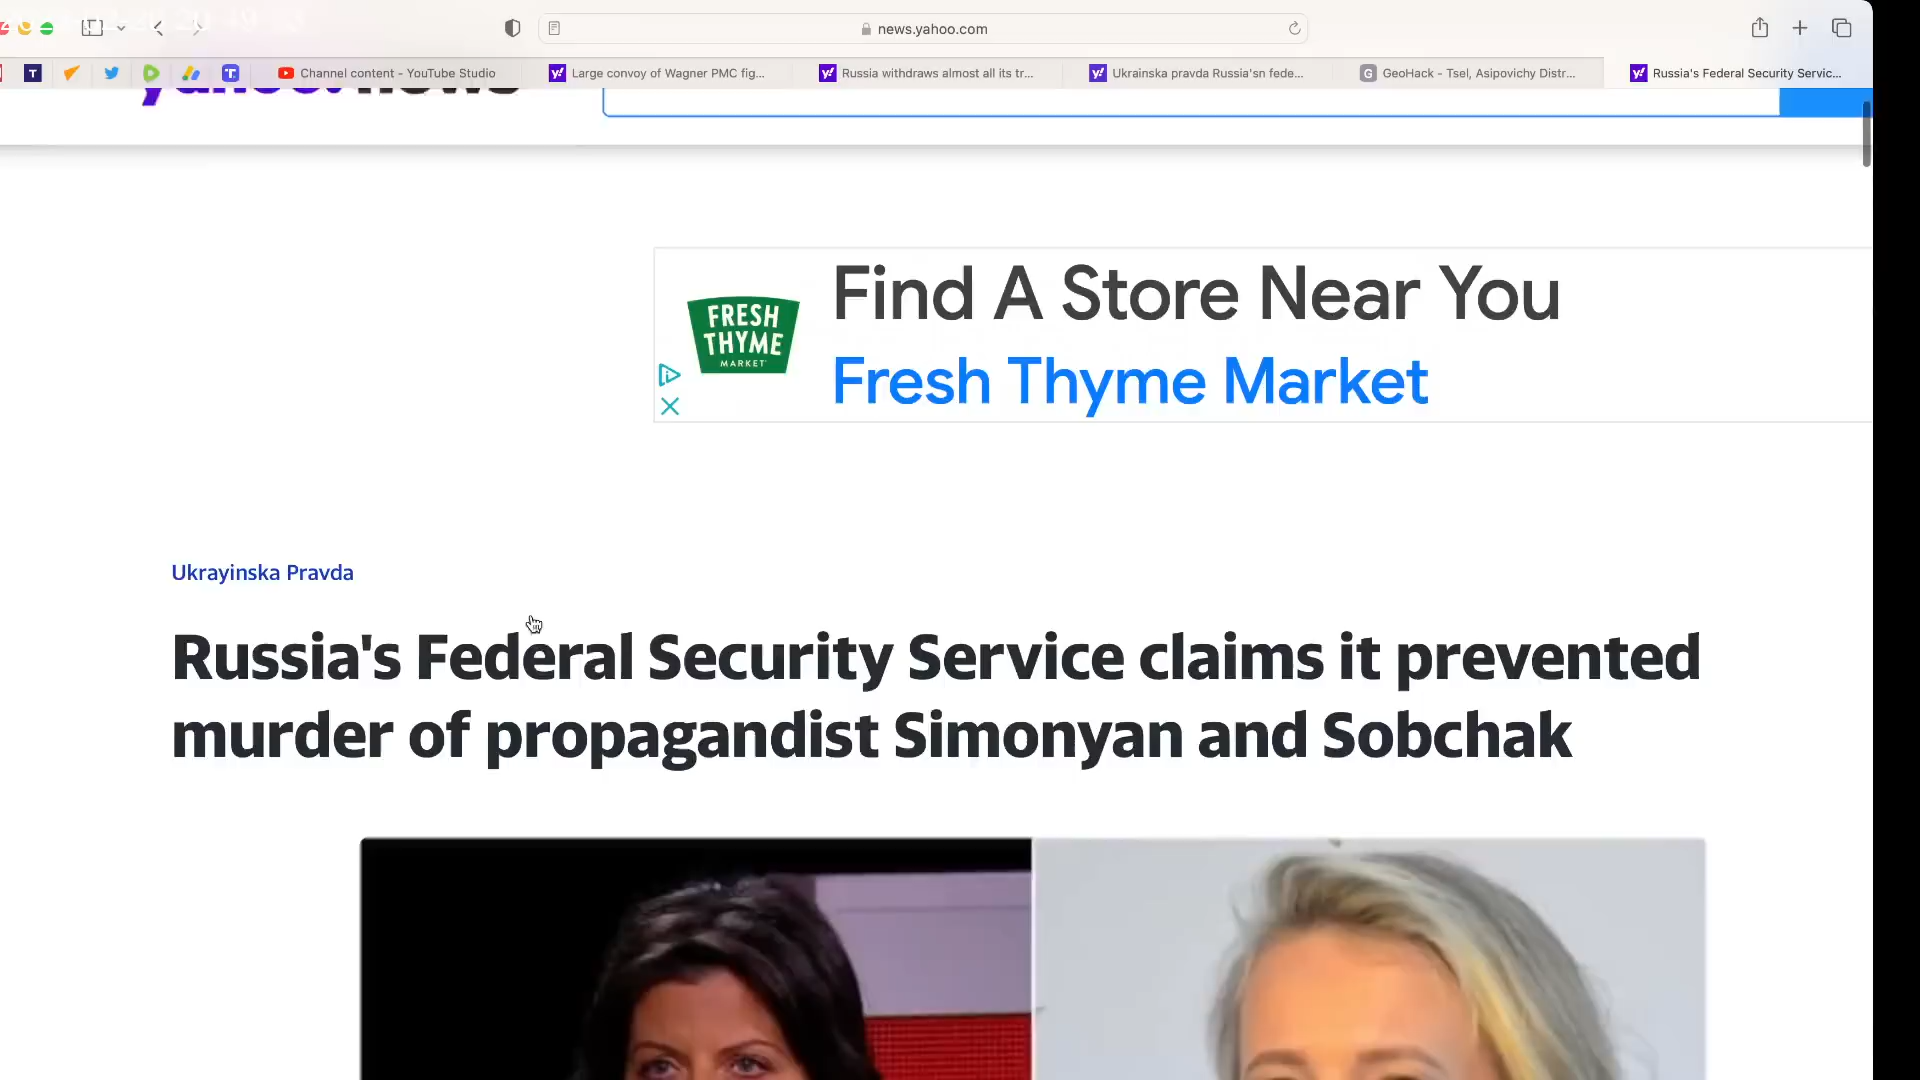 news.yahoo.com
T
T
Channel content - YouTube Studio
y! Large convoy of Wagner PMC fig...
y! Russia withdraws almost all its tr...
y! Ukrainska pravda Russia'sn fede...
G GeoHack - Tsel, Asipovichy Distr...
y! Russia's Federal Security Servic...
yahoo! news
FRESH
THYME
MARKET
Find A Store Near You
Fresh Thyme Market
Ukrayinska Pravda
Russia's Federal Security Service claims it prevented
murder of propagandist Simonyan and Sobchak